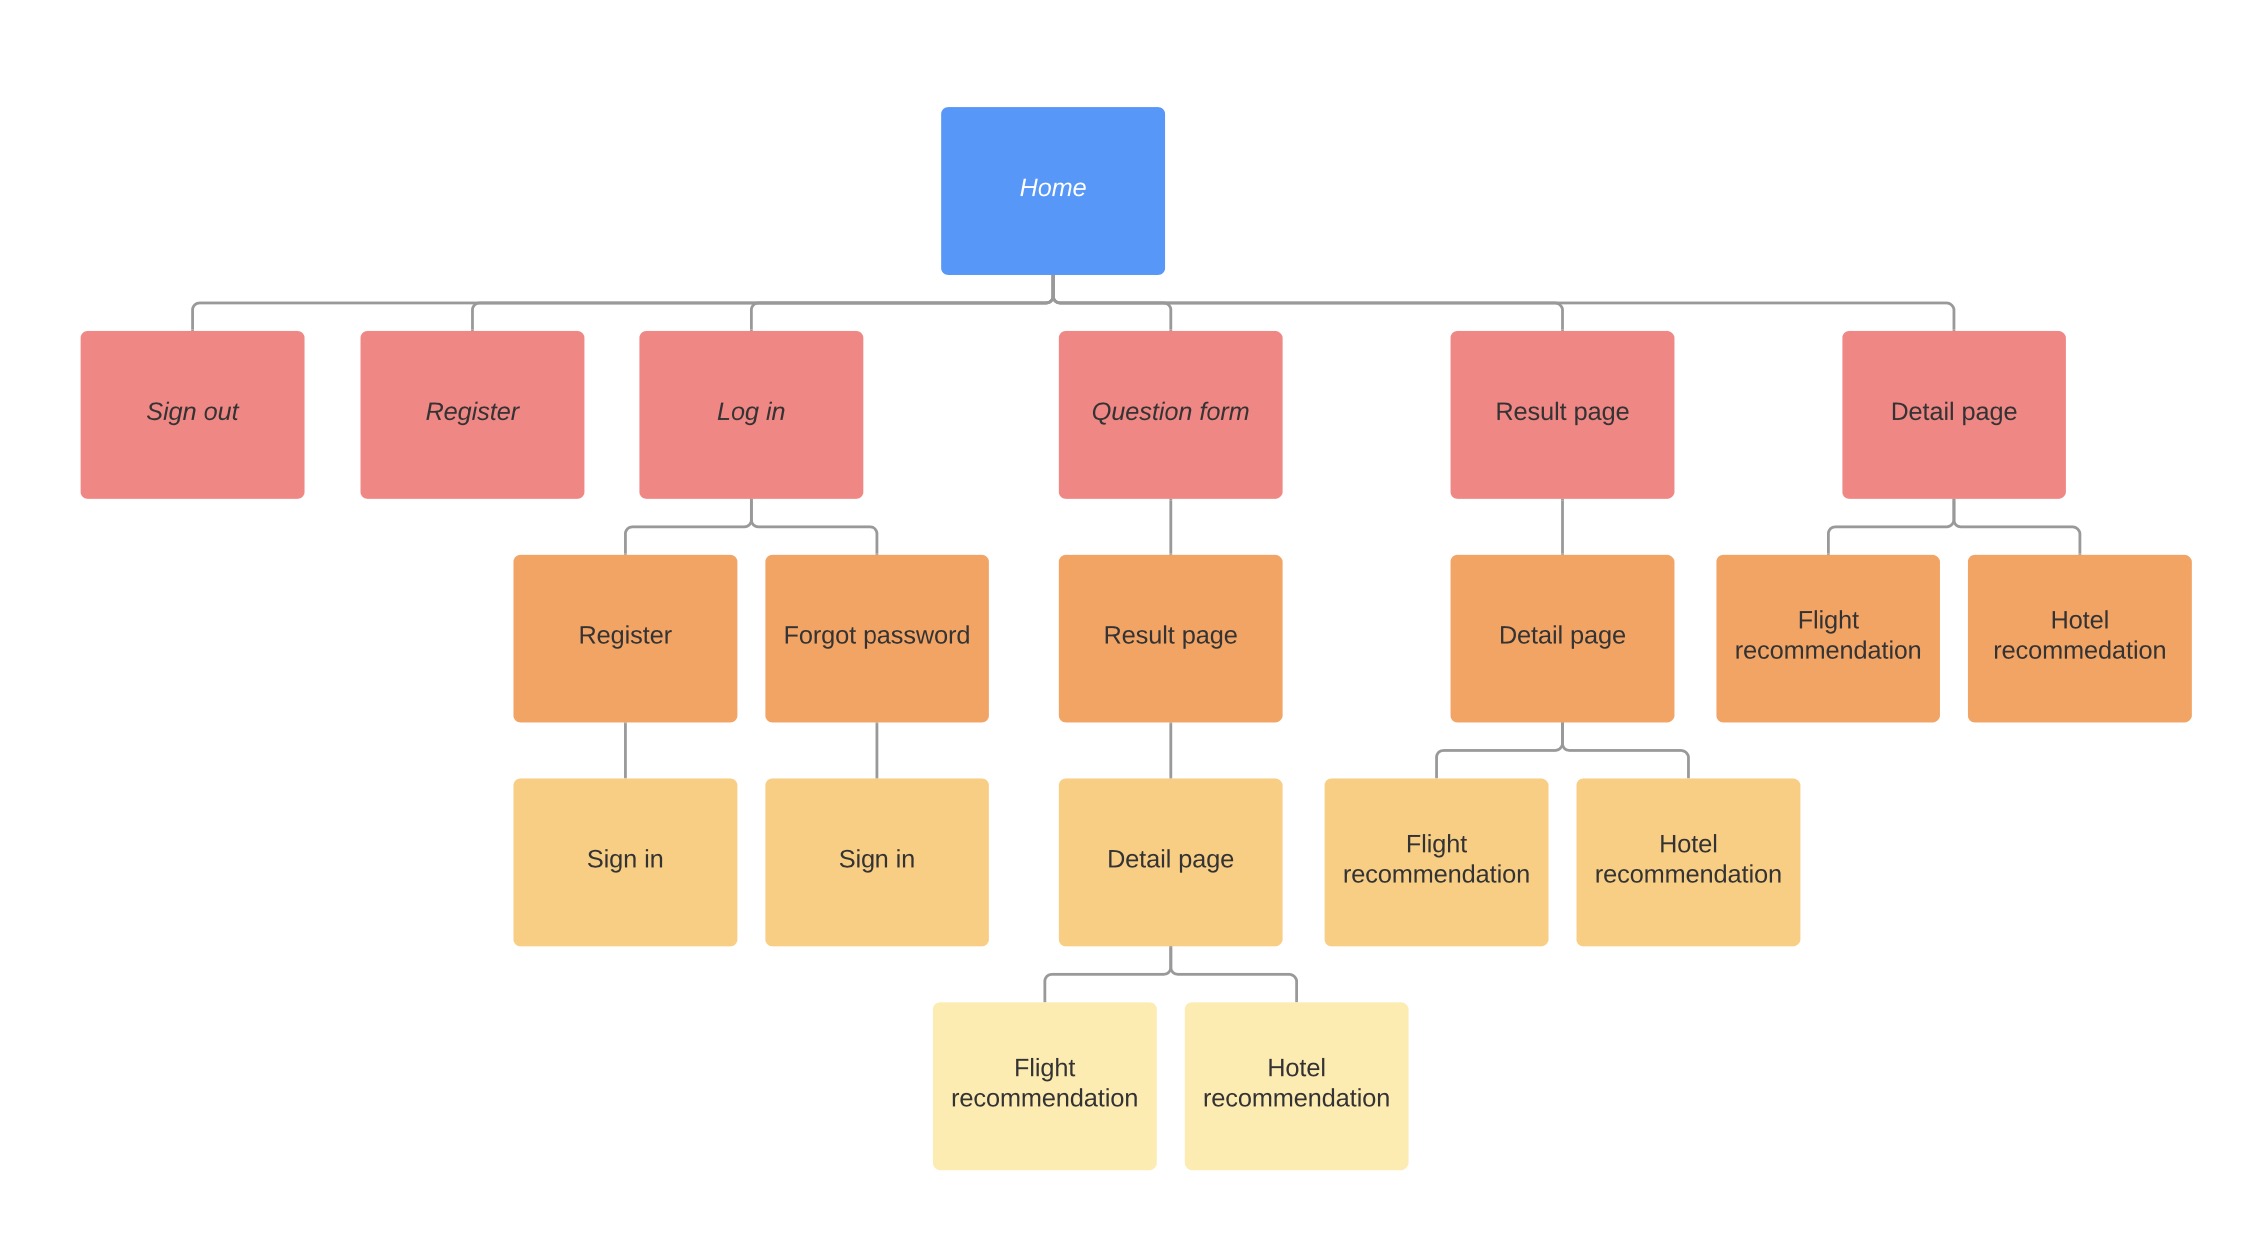 Home
Sign out
Register
Log in
Question form
Result page
Detail page
Register
Forgot password
Result page
Detail page
Flight
recommendation
Hotel
recommedation
Sign in
Sign in
Detail page
Flight
recommendation
Hotel
recommendation
Flight
recommendation
Hotel
recommendation